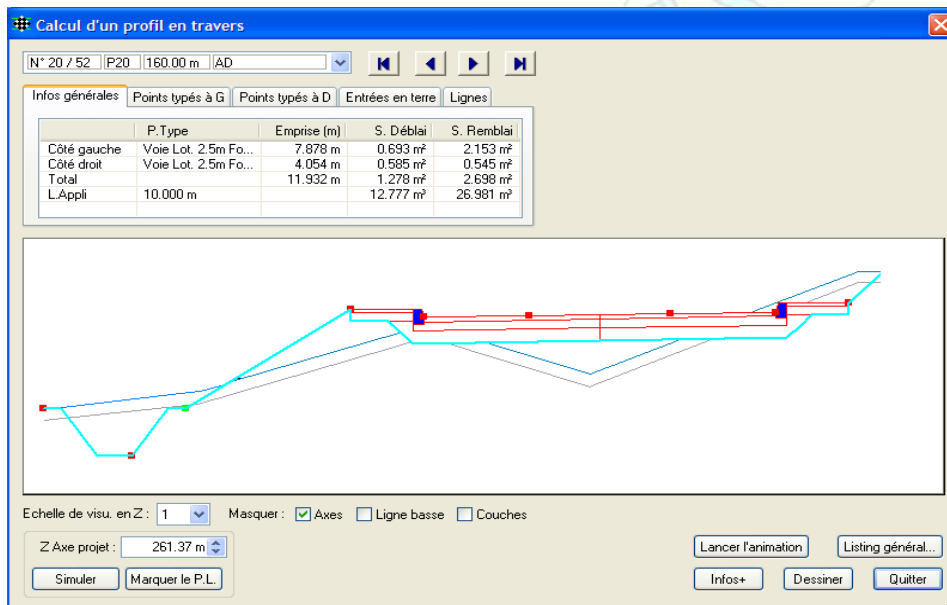 Calcul d'un profil en travers
N° 20 / 52 P20 160.00 m AD
Infos générales Points typés à G Points typés à D Entrées en terre Lignes
P.Type Emprise (m) S. Déblai S. Remblai
Côté gauche Voie Lot. 2.5m Fo... 7.878 m 0.693 m² 2.153 m²
Côté droit Voie Lot. 2.5m Fo... 4.054 m 0.585 m² 0.545 m²
Total 11.932 m 1.278 m² 2.698 m²
L.Appli 10.000 m 12.777 m³ 26.981 m³
Echelle de visu. en Z : 1 Masquer : Axes Ligne basse Couches
Z Axe projet : 261.37 m Lancer l'animation Listing général...
Simuler Marquer le P.L. Infos+ Dessiner Quitter